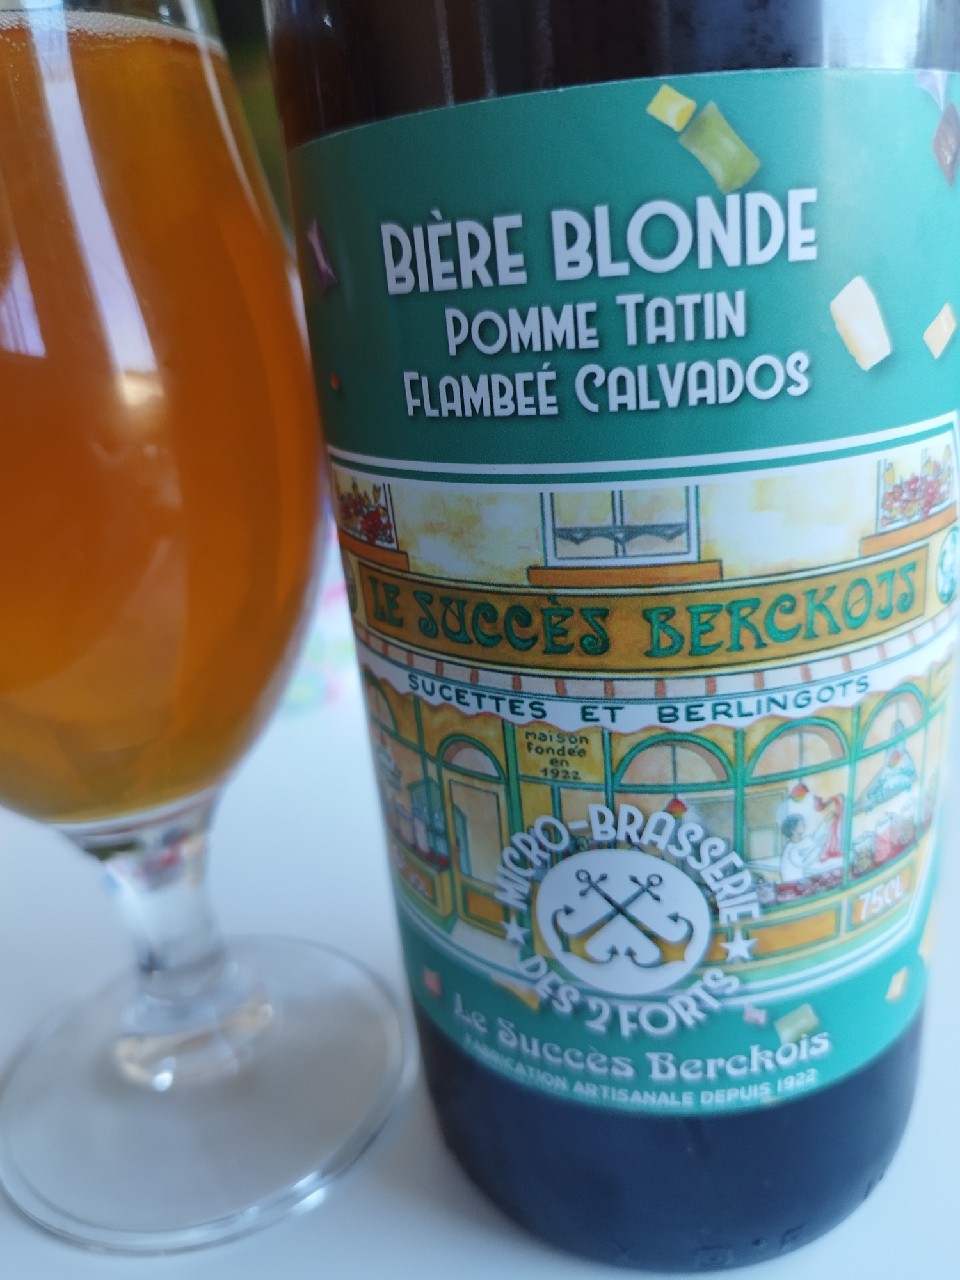 BIÈRE BLONDE
POMME TATIN
FLAMBEÉ CALVADOS
LE SUCCÈS BERCKOIS
SUCETTES ET BERLINGOTS
maison
fondée
en
1922
75CL
MICRO-BRASSERIE
DES 2 FORTS
Le Succès Berckois
FABRICATION ARTISANALE DEPUIS 1922